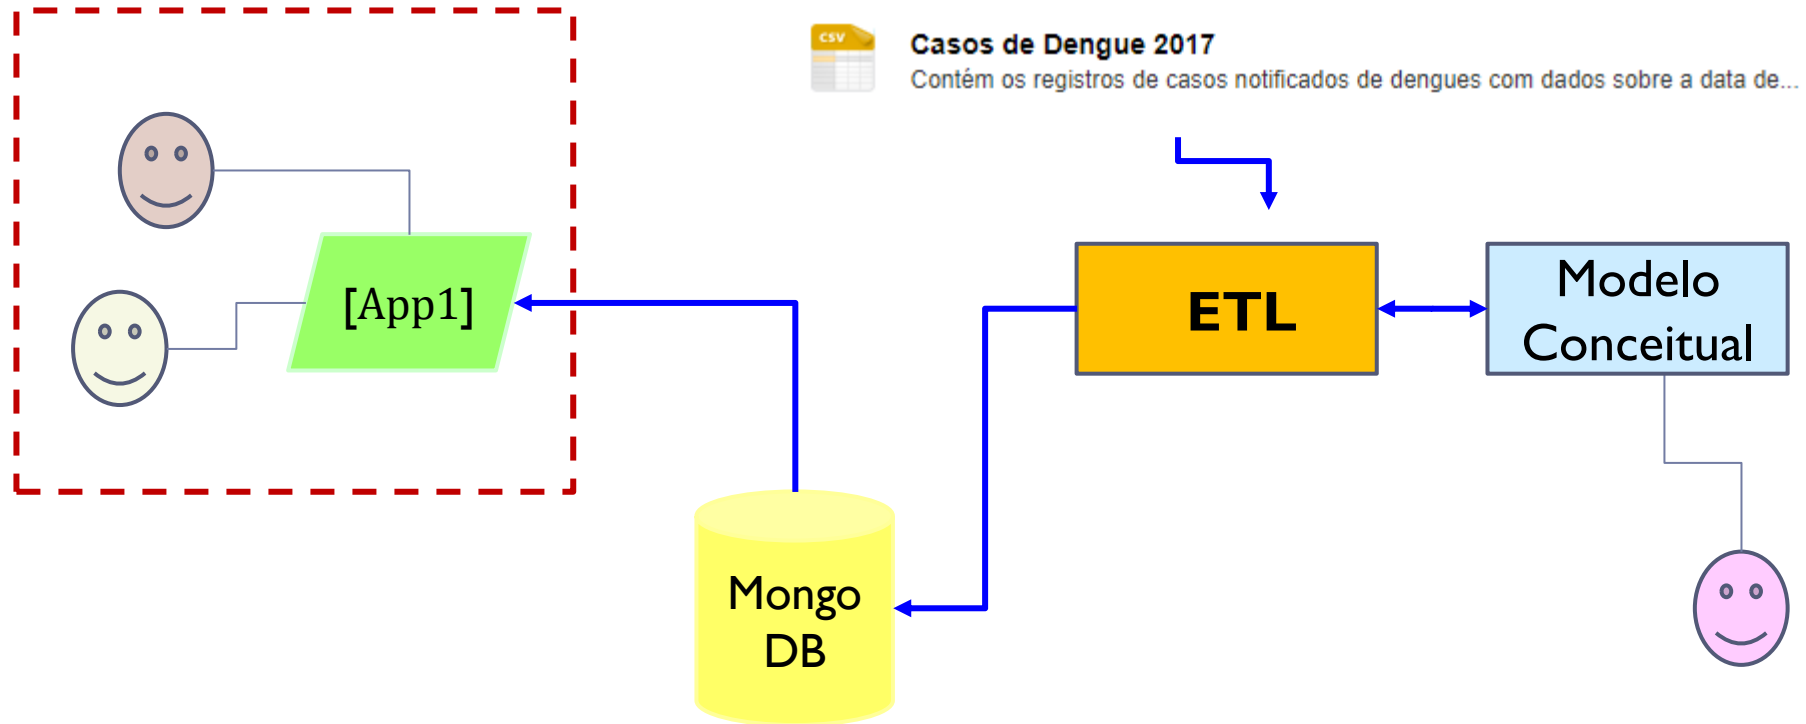 CSV
Casos de Dengue 2017
Contém os registros de casos notificados de dengues com dados sobre a data de...
[App1]
ETL
Modelo
Conceitual
Mongo
DB